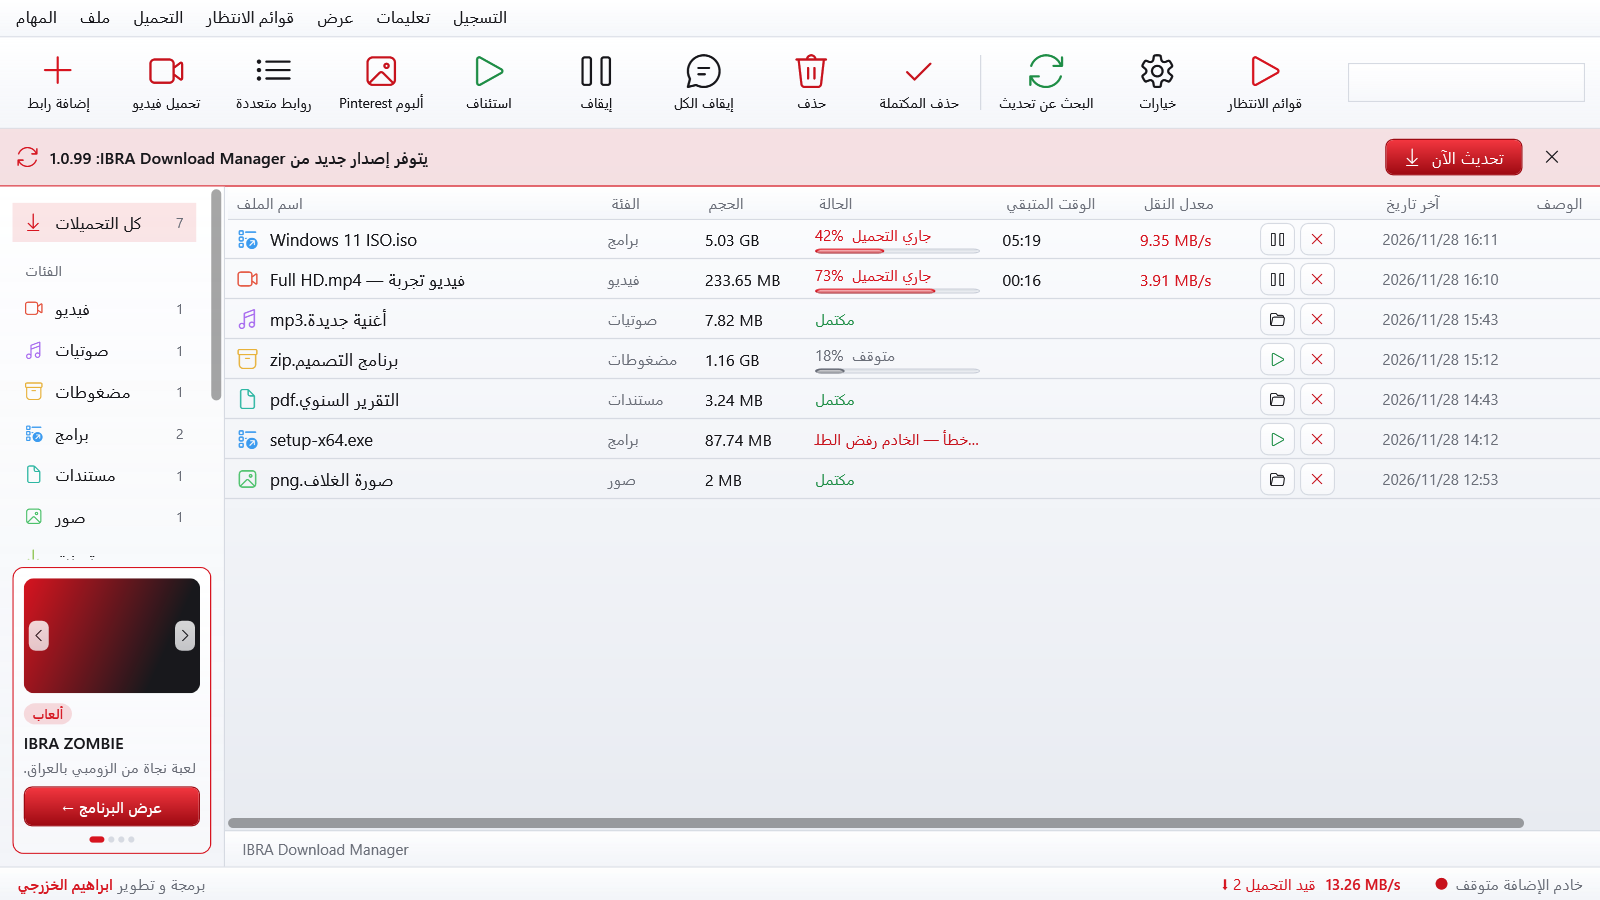 المهام ملف التحميل قوائم الانتظار عرض تعليمات التسجيل
إضافة رابط تحميل فيديو روابط متعددة ألبوم Pinterest استئناف إيقاف إيقاف الكل حذف حذف المكتملة البحث عن تحديث خيارات قوائم الانتظار
يتوفر إصدار جديد من IBRA Download Manager: 1.0.99
تحديث الآن
كل التحميلات 7
الفئات
فيديو 1
صوتيات 1
مضغوطات 1
برامج 2
مستندات 1
صور 1
ألعاب
IBRA ZOMBIE
لعبة نجاة من الزومبي بالعراق.
عرض البرنامج ←
اسم الملف الفئة الحجم الحالة الوقت المتبقي معدل النقل آخر تاريخ الوصف
Windows 11 ISO.iso برامج 5.03 GB جاري التحميل 42% 05:19 9.35 MB/s 2026/11/28 16:11
فيديو تجربة — Full HD.mp4 فيديو 233.65 MB جاري التحميل 73% 00:16 3.91 MB/s 2026/11/28 16:10
أغنية جديدة.mp3 صوتيات 7.82 MB مكتمل 2026/11/28 15:43
برنامج التصميم.zip مضغوطات 1.16 GB متوقف 18% 2026/11/28 15:12
التقرير السنوي.pdf مستندات 3.24 MB مكتمل 2026/11/28 14:43
setup-x64.exe برامج 87.74 MB خطأ — الخادم رفض الطلـ... 2026/11/28 14:12
صورة الغلاف.png صور 2 MB مكتمل 2026/11/28 12:53
IBRA Download Manager
برمجة و تطوير ابراهيم الخزرجي
⬇ 2 قيد التحميل 13.26 MB/s
خادم الإضافة متوقف